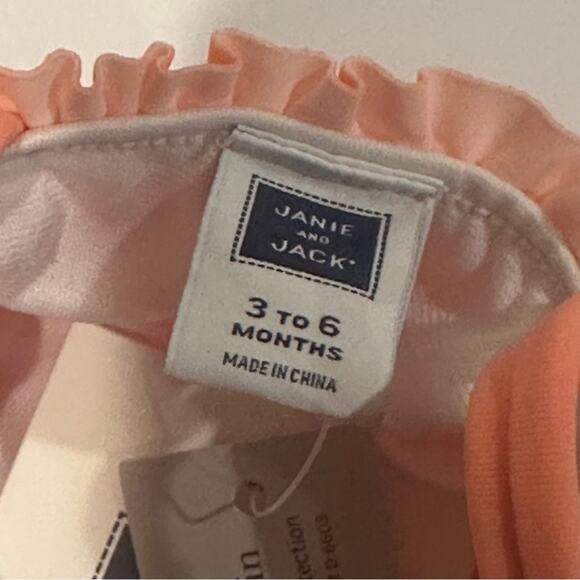 JANIE
AND
JACK
3 TO 6
MONTHS
MADE IN CHINA